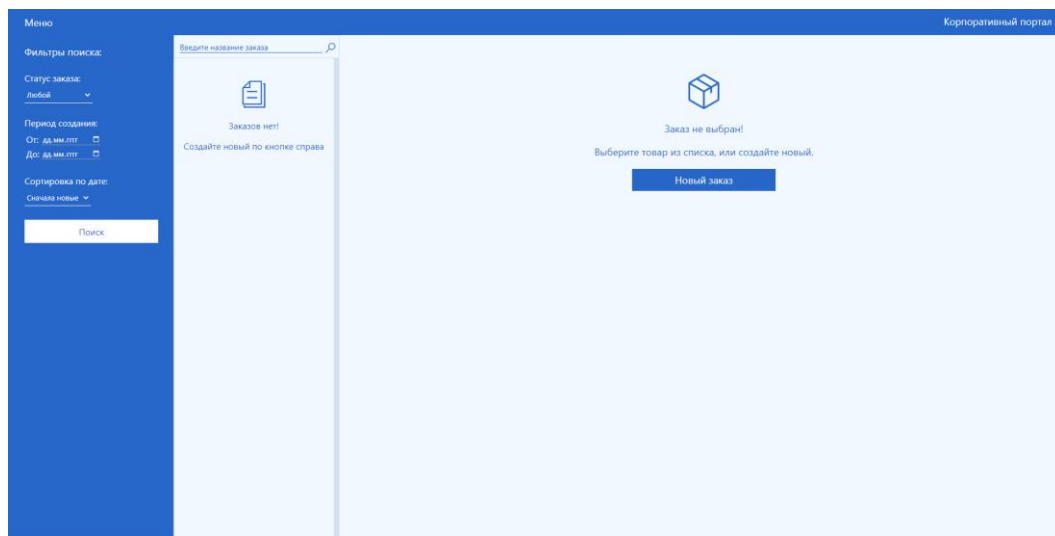 Меню
Корпоративный портал
Фильтры поиска:
Статус заказа:
Любой
Период создания:
От: дд.мм.гггг
До: дд.мм.гггг
Сортировка по дате:
Сначала новые
Поиск
Введите название заказа
Заказов нет!
Создайте новый по кнопке справа
Заказ не выбран!
Выберите товар из списка, или создайте новый.
Новый заказ